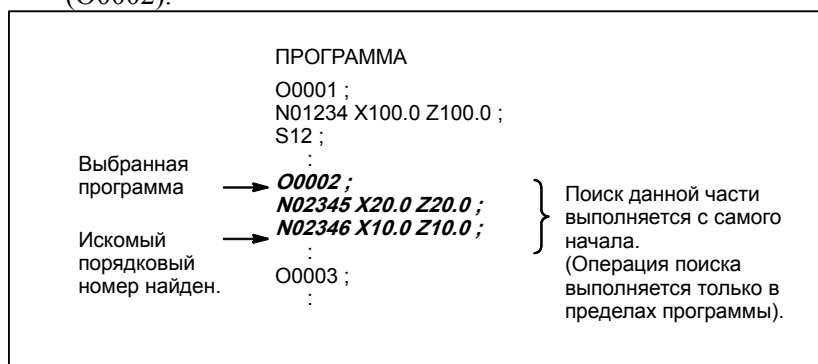 (O0002).
ПРОГРАММА
O0001 ;
N01234 X100.0 Z100.0 ;
S12 ;
:
Выбранная
программа
O0002 ;
N02345 X20.0 Z20.0 ;
N02346 X10.0 Z10.0 ;
Искомый
порядковый
номер найден.
:
O0003 ;
:
Поиск данной части
выполняется с самого
начала.
(Операция поиска
выполняется только в
пределах программы).